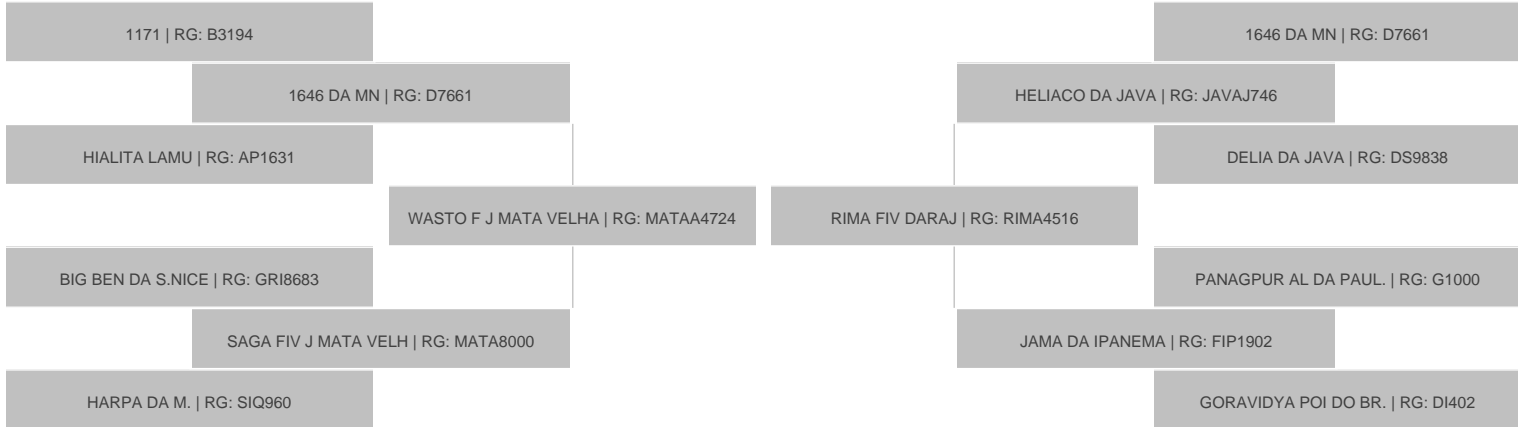 1171 | RG: B3194
1646 DA MN | RG: D7661
1646 DA MN | RG: D7661
HELIACO DA JAVA | RG: JAVAJ746
HIALITA LAMU | RG: AP1631
DELIA DA JAVA | RG: DS9838
WASTO F J MATA VELHA | RG: MATAA4724
RIMA FIV DARAJ | RG: RIMA4516
BIG BEN DA S.NICE | RG: GRI8683
PANAGPUR AL DA PAUL. | RG: G1000
SAGA FIV J MATA VELH | RG: MATA8000
JAMA DA IPANEMA | RG: FIP1902
HARPA DA M. | RG: SIQ960
GORAVIDYA POI DO BR. | RG: DI402